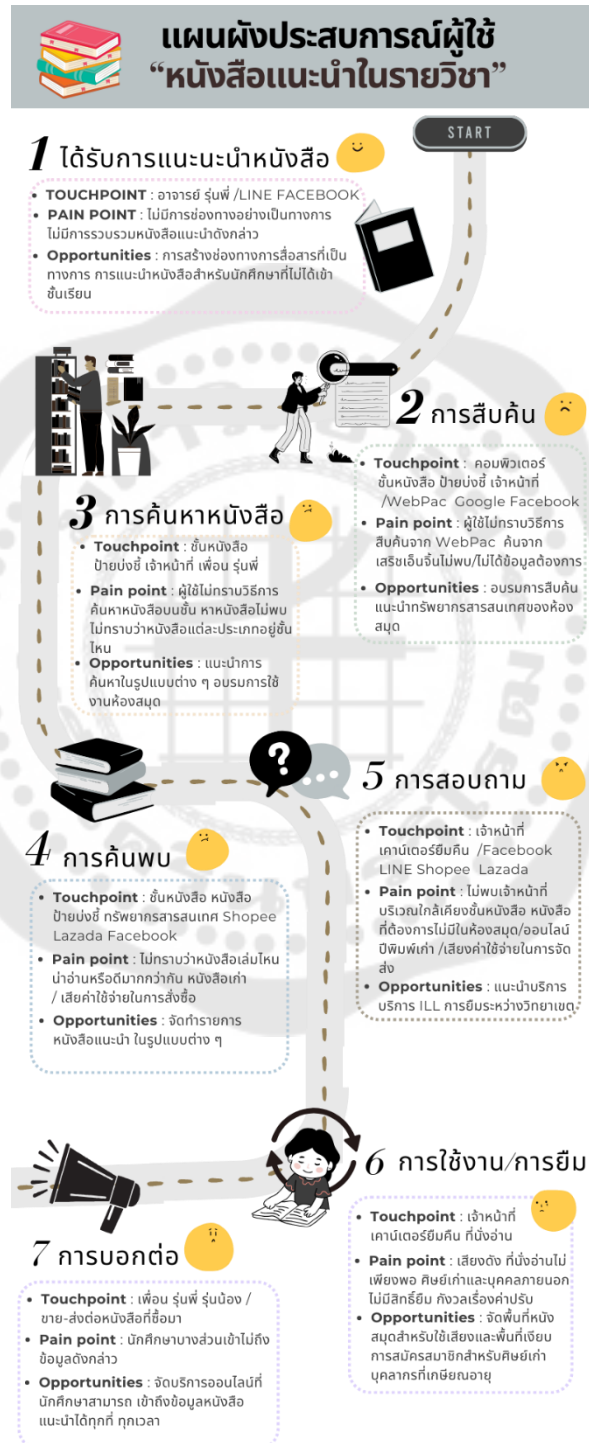 แผนผังประสบการณ์ผู้ใช้
“หนังสือแนะนำในรายวิชา”
START
1 ได้รับการแนะนะนำหนังสือ
• TOUCHPOINT : อาจารย์ รุ่นพี่ /LINE FACEBOOK
• PAIN POINT : ไม่มีการช่องทางอย่างเป็นทางการ
ไม่มีการรวบรวมหนังสือแนะนำดังกล่าว
• Opportunities : การสร้างช่องทางการสื่อสารที่เป็น
ทางการ การแนะนำหนังสือสำหรับนักศึกษาที่ไม่ได้เข้า
ชั้นเรียน
2 การสืบค้น
• Touchpoint : คอมพิวเตอร์
ชั้นหนังสือ ป้ายบ่งชี้ เจ้าหน้าที่
/WebPac Google Facebook
• Pain point : ผู้ใช้ไม่ทราบวิธีการ
สืบค้นจาก WebPac ค้นจาก
เสริชเอ็นจิ้นไม่พบ/ไม่ได้ข้อมูลต้องการ
• Opportunities : อบรมการสืบค้น
แนะนำทรัพยากรสารสนเทศของห้อง
สมุด
3 การค้นหาหนังสือ
• Touchpoint : ชั้นหนังสือ
ป้ายบ่งชี้ เจ้าหน้าที่ เพื่อน รุ่นพี่
• Pain point : ผู้ใช้ไม่ทราบวิธีการ
ค้นหาหนังสือบนชั้น หาหนังสือไม่พบ
ไม่ทราบว่าหนังสือแต่ละประเภทอยู่ชั้น
ไหน
• Opportunities : แนะนำการ
ค้นหาในรูปแบบต่าง ๆ อบรมการใช้
งานห้องสมุด
4 การค้นพบ
• Touchpoint : ชั้นหนังสือ หนังสือ
ป้ายบ่งชี้ ทรัพยากรสารสนเทศ Shopee
Lazada Facebook
• Pain point : ไม่ทราบว่าหนังสือเล่มไหน
น่าอ่านหรือดีมากกว่ากัน หนังสือเก่า
/ เสียค่าใช้จ่ายในการสั่งซื้อ
• Opportunities : จัดทำรายการ
หนังสือแนะนำ ในรูปแบบต่าง ๆ
5 การสอบถาม
• Touchpoint : เจ้าหน้าที่
เคาน์เตอร์ยืมคืน /Facebook
LINE Shopee Lazada
• Pain point : ไม่พบเจ้าหน้าที่
บริเวณใกล้เคียงชั้นหนังสือ หนังสือ
ที่ต้องการไม่มีในห้องสมุด/ออนไลน์
ปีพิมพ์เก่า /เสียงค่าใช้จ่ายในการจัด
ส่ง
• Opportunities : แนะนำบริการ
บริการ ILL การยืมระหว่างวิทยาเขต
6 การใช้งาน/การยืม
• Touchpoint : เจ้าหน้าที่
เคาน์เตอร์ยืมคืน ที่นั่งอ่าน
• Pain point : เสียงดัง ที่นั่งอ่านไม่
เพียงพอ ศิษย์เก่าและบุคคลภายนอก
ไม่มีสิทธิ์ยืม กังวลเรื่องค่าปรับ
• Opportunities : จัดพื้นที่หนัง
สมุดสำหรับใช้เสียงและพื้นที่เงียบ
การสมัครสมาชิกสำหรับศิษย์เก่า
บุคลากรที่เกษียณอายุ
7 การบอกต่อ
• Touchpoint : เพื่อน รุ่นพี่ รุ่นน้อง /
ขาย-ส่งต่อหนังสือที่ซื้อมา
• Pain point : นักศึกษาบางส่วนเข้าไม่ถึง
ข้อมูลดังกล่าว
• Opportunities : จัดบริการออนไลน์ที่
นักศึกษาสามารถ เข้าถึงข้อมูลหนังสือ
แนะนำได้ทุกที่ ทุกเวลา